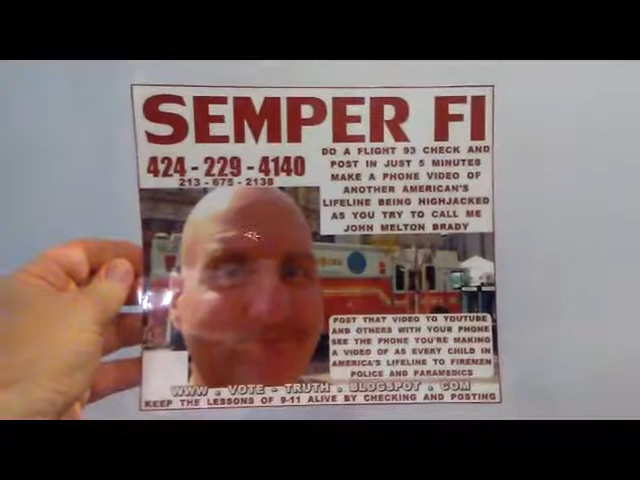 SEMPER FI
424 - 229 - 4140
213 - 675 - 2138
DO A FLIGHT 93 CHECK AND
POST IN JUST 5 MINUTES
MAKE A PHONE VIDEO OF
ANOTHER AMERICAN'S
LIFELINE BEING HIGHJACKED
AS YOU TRY TO CALL ME
JOHN MELTON BRADY
POST THAT VIDEO TO YOUTUBE
AND OTHERS WITH YOUR PHONE
SEE THE PHONE YOU'RE MAKING
A VIDEO OF AS EVERY CHILD IN
AMERICA'S LIFELINE TO FIREMEN
POLICE AND PARAMEDICS
WWW . VOTE - TRUTH . BLOGSPOT . COM
KEEP THE LESSONS OF 9-11 ALIVE BY CHECKING AND POSTING